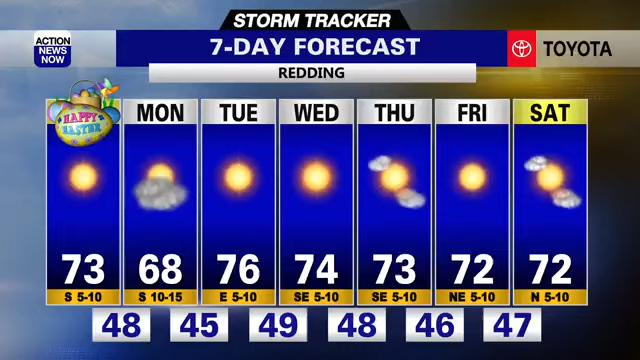 STORM TRACKER
ACTION
NEWS
NOW
7-DAY FORECAST
TOYOTA
REDDING
HAPPY
EASTER
MON
TUE
WED
THU
FRI
SAT
73
68
76
74
73
72
72
S 5-10
S 10-15
E 5-10
SE 5-10
SE 5-10
NE 5-10
N 5-10
48
45
49
48
46
47